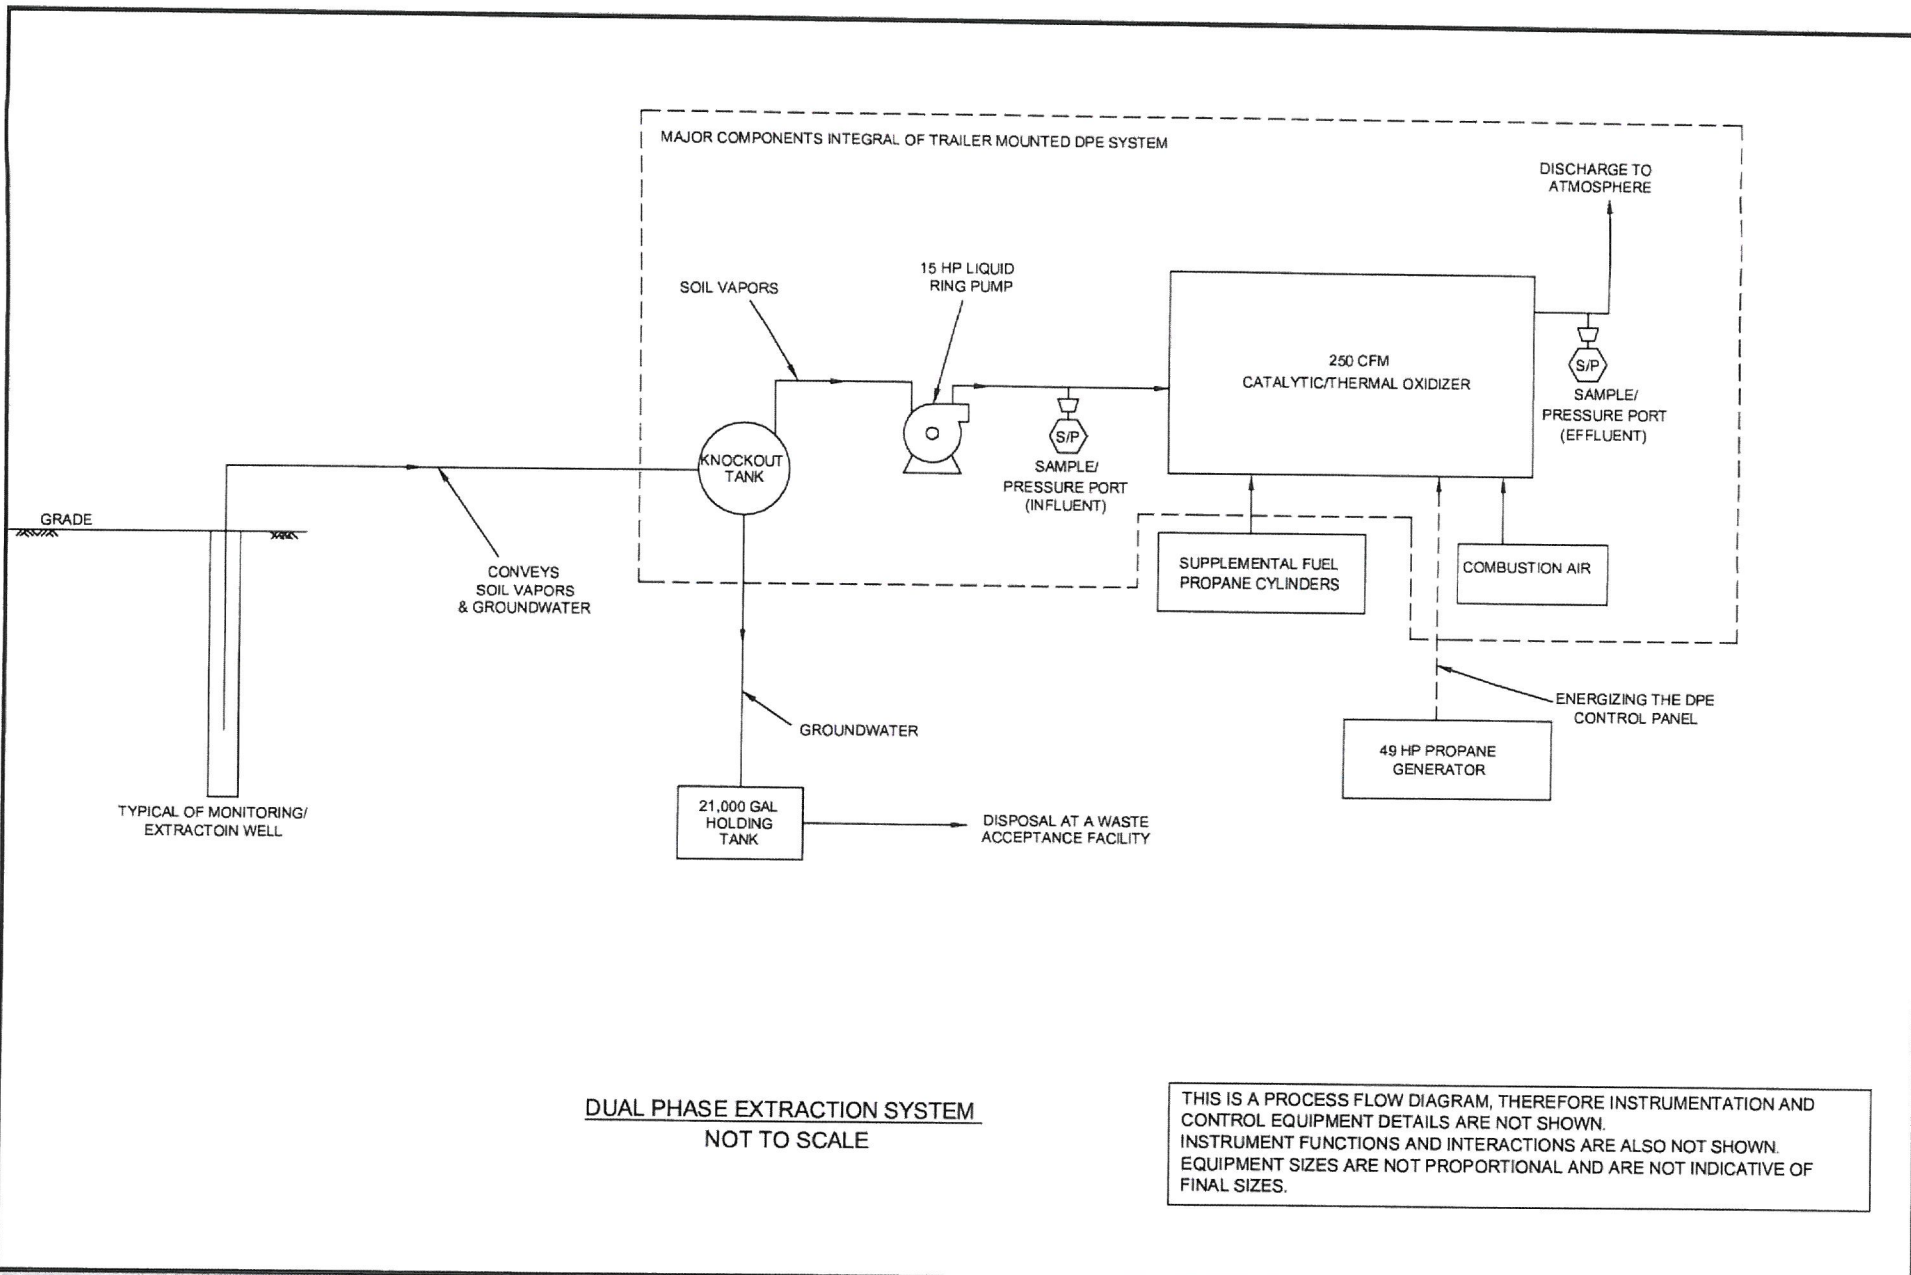 MAJOR COMPONENTS INTEGRAL OF TRAILER MOUNTED DPE SYSTEM
DISCHARGE TO
ATMOSPHERE
SOIL VAPORS
15 HP LIQUID
RING PUMP
250 CFM
CATALYTIC/THERMAL OXIDIZER
S/P
SAMPLE/
PRESSURE PORT
(EFFLUENT)
S/P
SAMPLE/
PRESSURE PORT
(INFLUENT)
KNOCKOUT
TANK
GRADE
CONVEYS
SOIL VAPORS
& GROUNDWATER
SUPPLEMENTAL FUEL
PROPANE CYLINDERS
COMBUSTION AIR
ENERGIZING THE DPE
CONTROL PANEL
GROUNDWATER
49 HP PROPANE
GENERATOR
TYPICAL OF MONITORING/
EXTRACTOIN WELL
21,000 GAL
HOLDING
TANK
DISPOSAL AT A WASTE
ACCEPTANCE FACILITY
DUAL PHASE EXTRACTION SYSTEM
NOT TO SCALE
THIS IS A PROCESS FLOW DIAGRAM, THEREFORE INSTRUMENTATION AND
CONTROL EQUIPMENT DETAILS ARE NOT SHOWN.
INSTRUMENT FUNCTIONS AND INTERACTIONS ARE ALSO NOT SHOWN.
EQUIPMENT SIZES ARE NOT PROPORTIONAL AND ARE NOT INDICATIVE OF
FINAL SIZES.